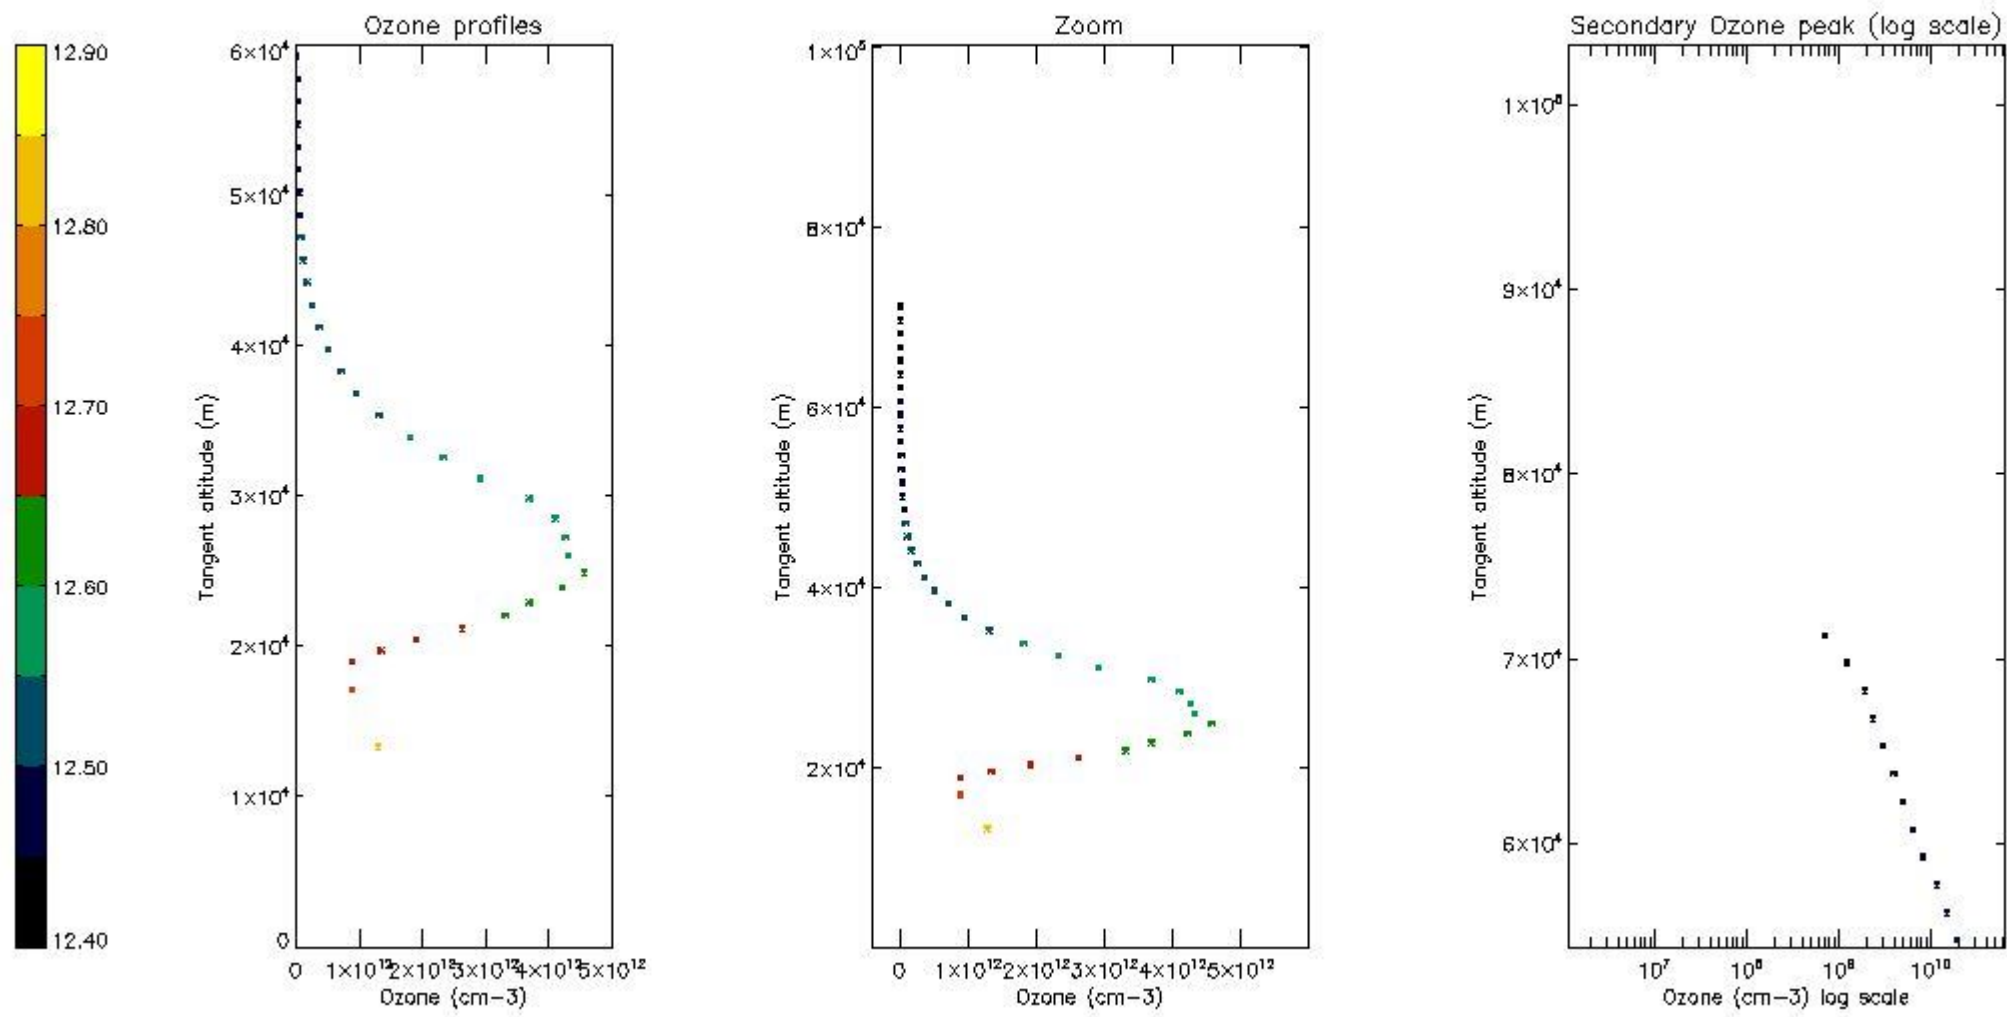 Ozone profiles
Zoom
Secondary Ozone peak (log scale)
12.90
12.80
12.70
12.60
12.50
12.40
Tangent altitude (m)
6×10⁴
5×10⁴
4×10⁴
3×10⁴
2×10⁴
1×10⁴
0
0 1×10¹² 2×10¹² 3×10¹² 4×10¹² 5×10¹²
Ozone (cm-3)
Tangent altitude (m)
1×10⁵
8×10⁴
6×10⁴
4×10⁴
2×10⁴
0 1×10¹² 2×10¹² 3×10¹² 4×10¹² 5×10¹²
Ozone (cm-3)
Tangent altitude (m)
9×10⁴
8×10⁴
7×10⁴
6×10⁴
10⁷ 10⁸ 10⁹ 10¹⁰
Ozone (cm-3) log scale